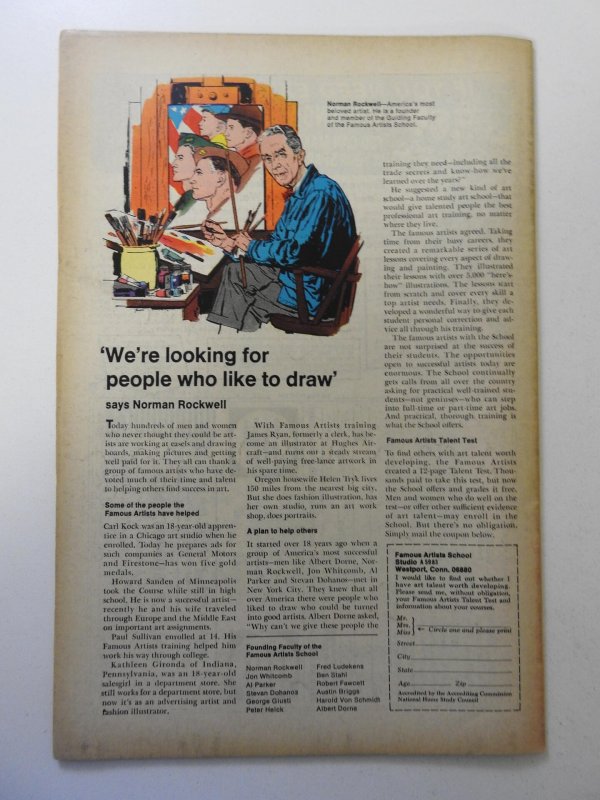 Norman Rockwell—America's most
beloved artist. He is a founder
and member of the Guiding Faculty
of the Famous Artists School.
'We're looking for
people who like to draw'
says Norman Rockwell
Today hundreds of men and women
who never thought they could be art-
ists are working at easels and drawing
boards, making pictures and getting
well paid for it. They all can thank a
group of famous artists who have de-
voted much of their time and talent
to helping others find success in art.
Some of the people the
Famous Artists have helped
Carl Kock was an 18-year-old appren-
tice in a Chicago art studio when he
enrolled. Today he prepares ads for
such companies as General Motors
and Firestone—has won five gold
medals.
Howard Sanden of Minneapolis
took the Course while still in high
school. He is now a successful artist—
recently he and his wife traveled
through Europe and the Middle East
on important art assignments.
Paul Sullivan enrolled at 14. His
Famous Artists training helped him
work his way through college.
Kathleen Gironda of Indiana,
Pennsylvania, was an 18-year-old
salesgirl in a department store. She
still works for a department store, but
now it's as an advertising artist and
fashion illustrator.
With Famous Artists training
James Ryan, formerly a clerk, has be-
come an illustrator at Hughes Air-
craft—and turns out a steady stream
of well-paying free-lance artwork in
his spare time.
Oregon housewife Helen Tryk lives
150 miles from the nearest big city.
But she does fashion illustration, has
her own studio, runs an art work
shop, does portraits.
A plan to help others
It started over 18 years ago when a
group of America's most successful
artists—men like Albert Dorne, Nor-
man Rockwell, Jon Whitcomb, Al
Parker and Stevan Dohanos—met in
New York City. They knew that all
over America there were people who
liked to draw who could be turned
into good artists. Albert Dorne asked,
"Why can't we give these people the
Founding Faculty of the
Famous Artists School
Norman Rockwell
Jon Whitcomb
Al Parker
Stevan Dohanos
George Giusti
Peter Helck
Fred Ludekens
Ben Stahl
Robert Fawcett
Austin Briggs
Harold Von Schmidt
Albert Dorne
training they need—including all the
trade secrets and know-how we've
learned over the years?"
He suggested a new kind of art
school—a home study art school—that
would give talented people the best
professional art training, no matter
where they live.
The famous artists agreed. Taking
time from their busy careers, they
created a remarkable series of art
lessons covering every aspect of draw-
ing and painting. They illustrated
their lessons with over 5,000 "here's-
how" illustrations. The lessons start
from scratch and cover every skill a
top artist needs. Finally, they de-
veloped a wonderful way to give each
student personal correction and ad-
vice all through his training.
The famous artists with the School
are not surprised at the success of
their students. The opportunities
open to successful artists today are
enormous. The School continually
gets calls from all over the country
asking for practical well-trained stu-
dents—not geniuses—who can step
into full-time or part-time art jobs.
And practical, thorough training is
what the School offers.
Famous Artists Talent Test
To find others with art talent worth
developing, the Famous Artists
created a 12-page Talent Test. Thou-
sands paid to take this test, but now
the School offers and grades it free.
Men and women who do well on the
test—or offer other sufficient evidence
of art talent—may enroll in the
School. But there's no obligation.
Simply mail the coupon below.
Famous Artists School
Studio A5983
Westport, Conn. 06880
I would like to find out whether I
have art talent worth developing.
Please send me, without obligation,
your Famous Artists Talent Test and
information about your courses.
Mr.
Mrs.
Miss
← Circle one and please print
Street
City
State
Age Zip
Accredited by the Accrediting Commission
National Home Study Council